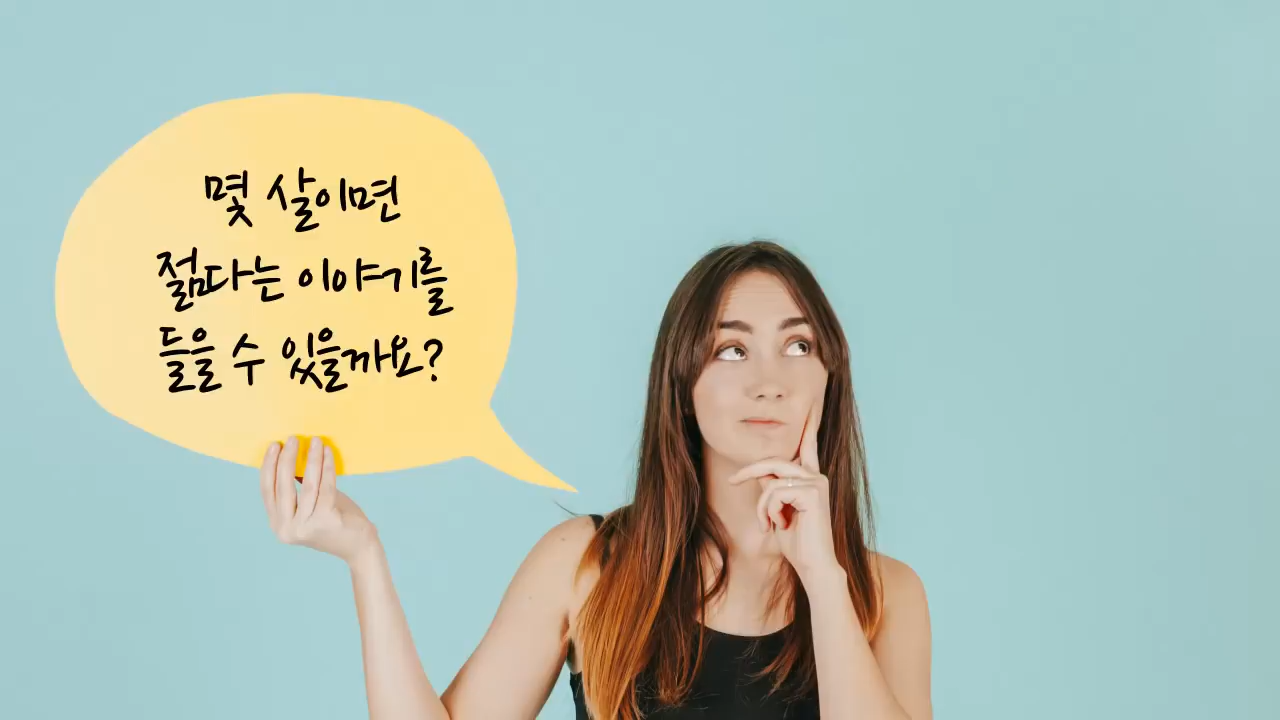 몇 살이면
젊다는 이야기를
들을 수 있을까요?